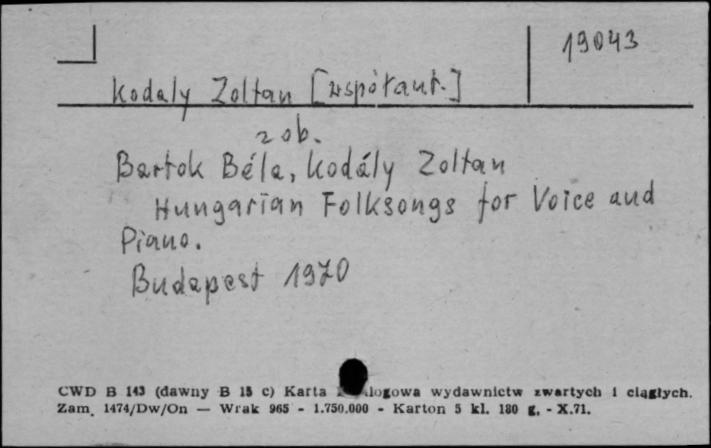 19043
Kodaly Zoltan [współaut.]
zob.
Bartok Béla, Kodály Zoltan
Hungarian Folksongs for Voice and
Piano.
Budapest 1970
CWD B 143 (dawny B 15 c) Karta wydawnictw zwartych i ciągłych.
Zam. 1474/Dw/On — Wrak 965 - 1.750.000 - Karton 5 kl. 180 g. - X.71.